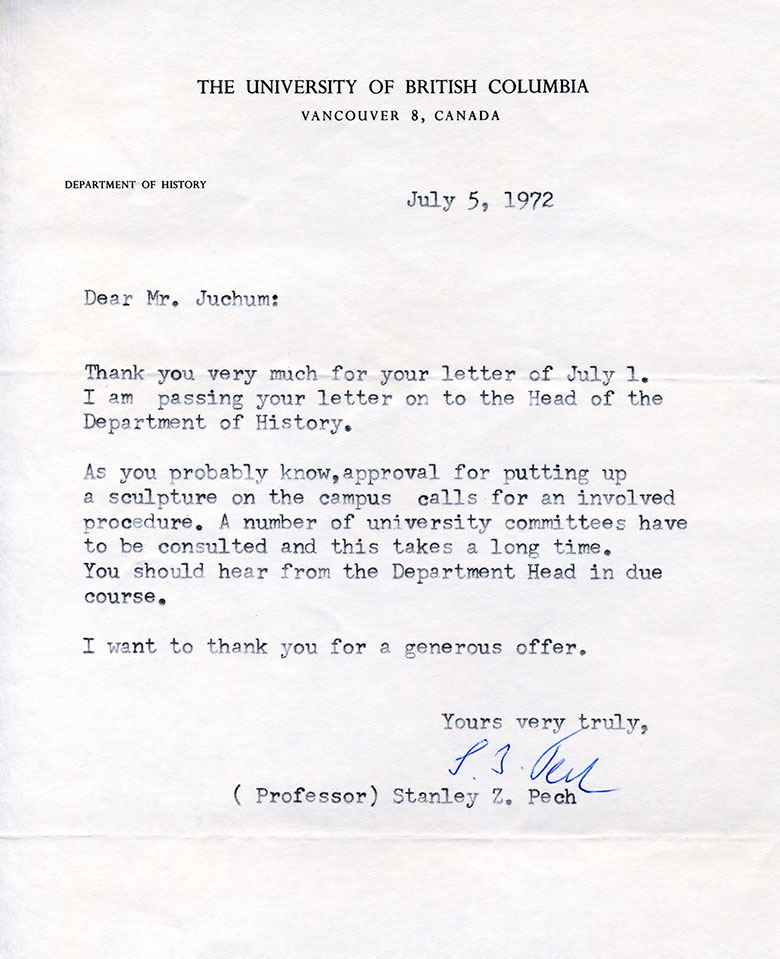 THE UNIVERSITY OF BRITISH COLUMBIA
VANCOUVER 8, CANADA
DEPARTMENT OF HISTORY
July 5, 1972
Dear Mr. Juchum:
Thank you very much for your letter of July 1.
I am  passing your letter on to the Head of the
Department of History.
As you probably know,approval for putting up
a sculpture on the campus  calls for an involved
procedure. A number of university committees have
to be consulted and this takes a long time.
You should hear from the Department Head in due
course.
I want to thank you for a generous offer.
Yours very truly,
S. Z. Pech
( Professor) Stanley Z. Pech